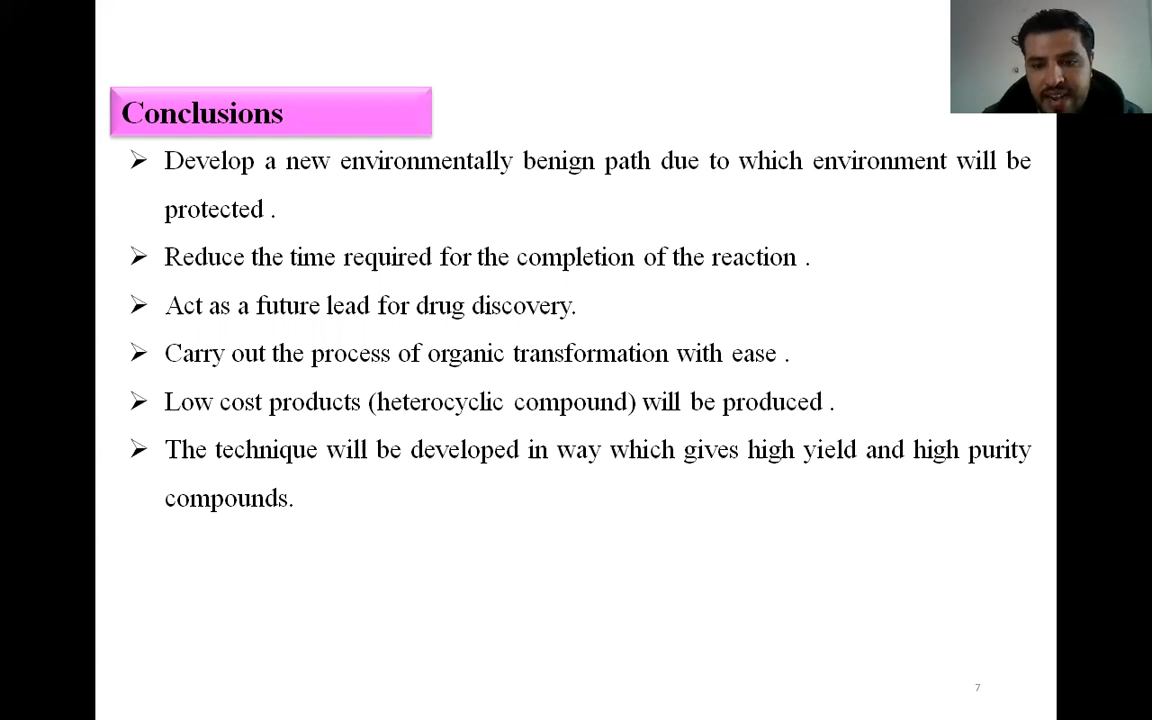 Conclusions
➢ Develop a new environmentally benign path due to which environment will be
protected .
➢ Reduce the time required for the completion of the reaction .
➢ Act as a future lead for drug discovery.
➢ Carry out the process of organic transformation with ease .
➢ Low cost products (heterocyclic compound) will be produced .
➢ The technique will be developed in way which gives high yield and high purity
compounds.
7